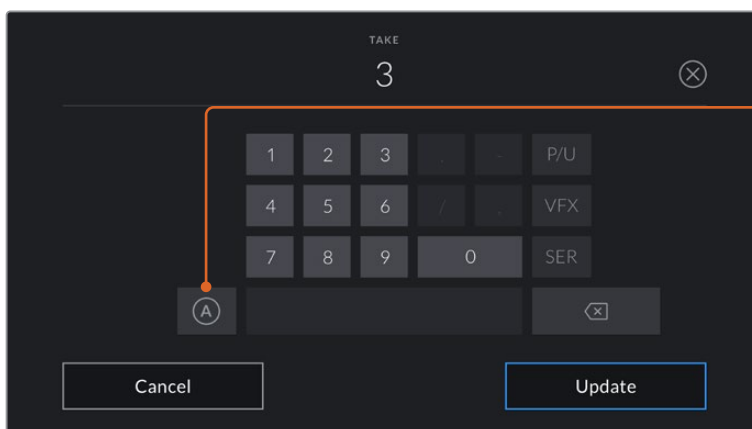 TAKE
3
1 2 3 . - P/U
4 5 6 / , VFX
7 8 9 0 SER
A
Cancel Update